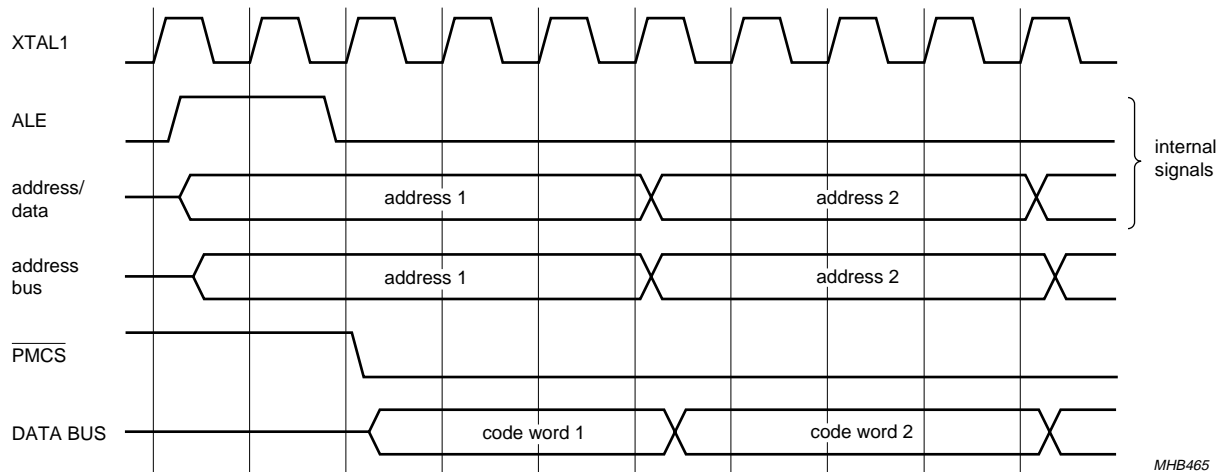 XTAL1
ALE
internal
signals
address/
data
address 1
address 2
address
bus
address 1
address 2
PMCS
DATA BUS
code word 1
code word 2
MHB465